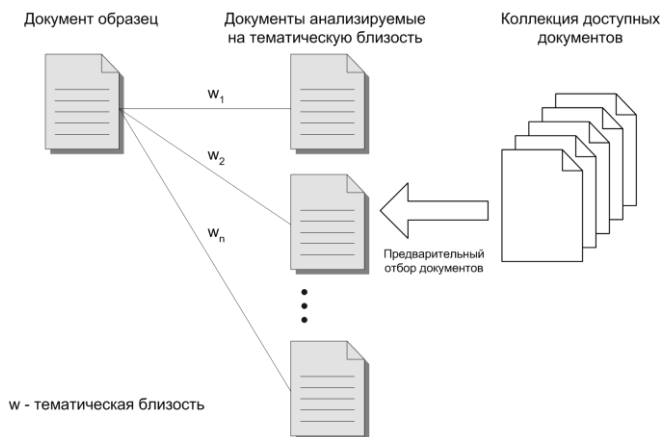 Документ образец
Документы анализируемые
на тематическую близость
Коллекция доступных
документов
w1
w2
wn
Предварительный
отбор документов
w - тематическая близость